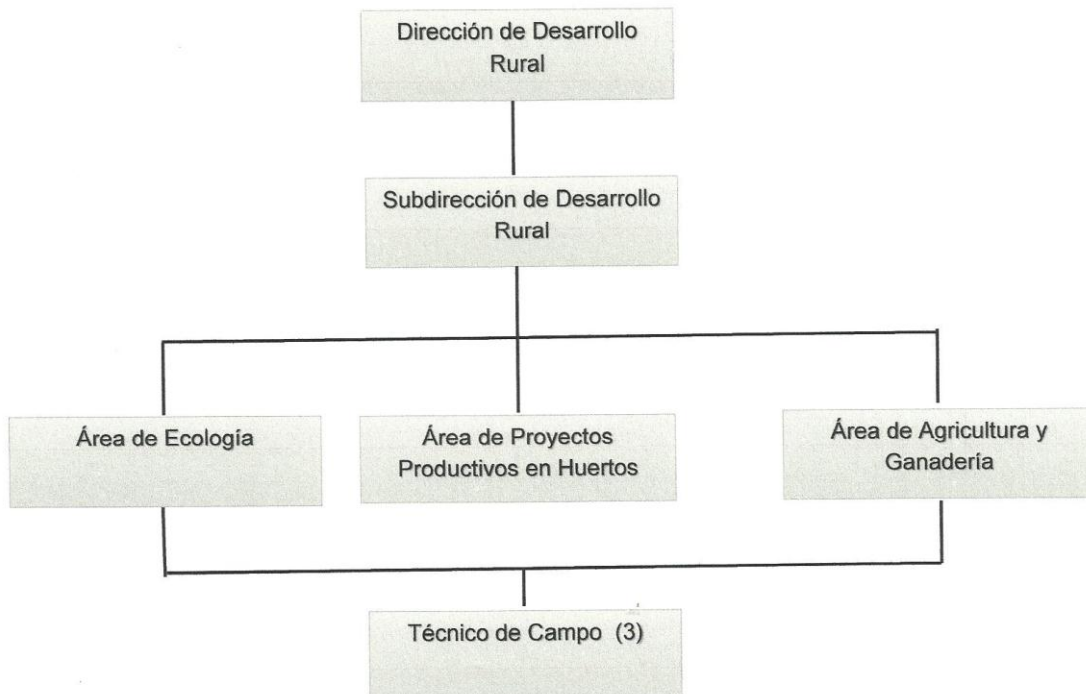 Dirección de Desarrollo
Rural
Subdirección de Desarrollo
Rural
Área de Ecología
Área de Proyectos
Productivos en Huertos
Área de Agricultura y
Ganadería
Técnico de Campo (3)